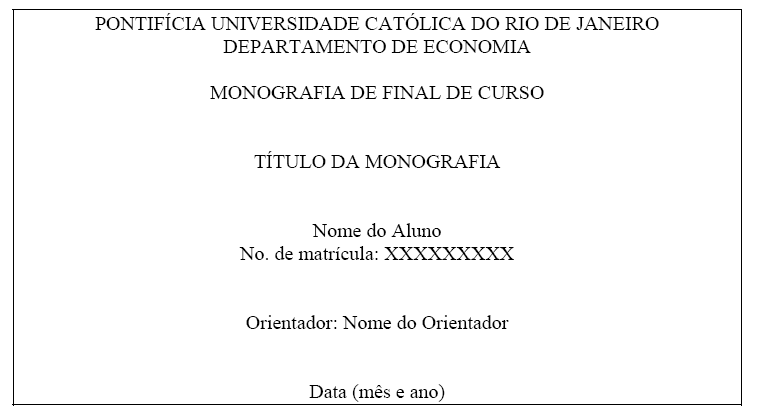 PONTIFÍCIA UNIVERSIDADE CATÓLICA DO RIO DE JANEIRO
DEPARTAMENTO DE ECONOMIA
MONOGRAFIA DE FINAL DE CURSO
TÍTULO DA MONOGRAFIA
Nome do Aluno
No. de matrícula: XXXXXXXXX
Orientador: Nome do Orientador
Data (mês e ano)